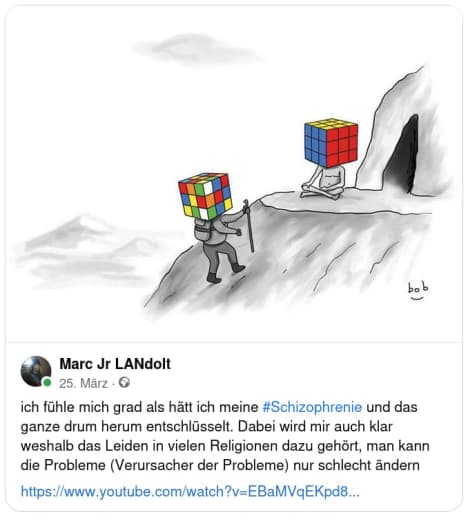 bob
Marc Jr LANdolt
25. März ·
ich fühle mich grad als hätt ich meine #Schizophrenie und das
ganze drum herum entschlüsselt. Dabei wird mir auch klar
weshalb das Leiden in vielen Religionen dazu gehört, man kann
die Probleme (Verursacher der Probleme) nur schlecht ändern
https://www.youtube.com/watch?v=EBaMVqEKpd8...